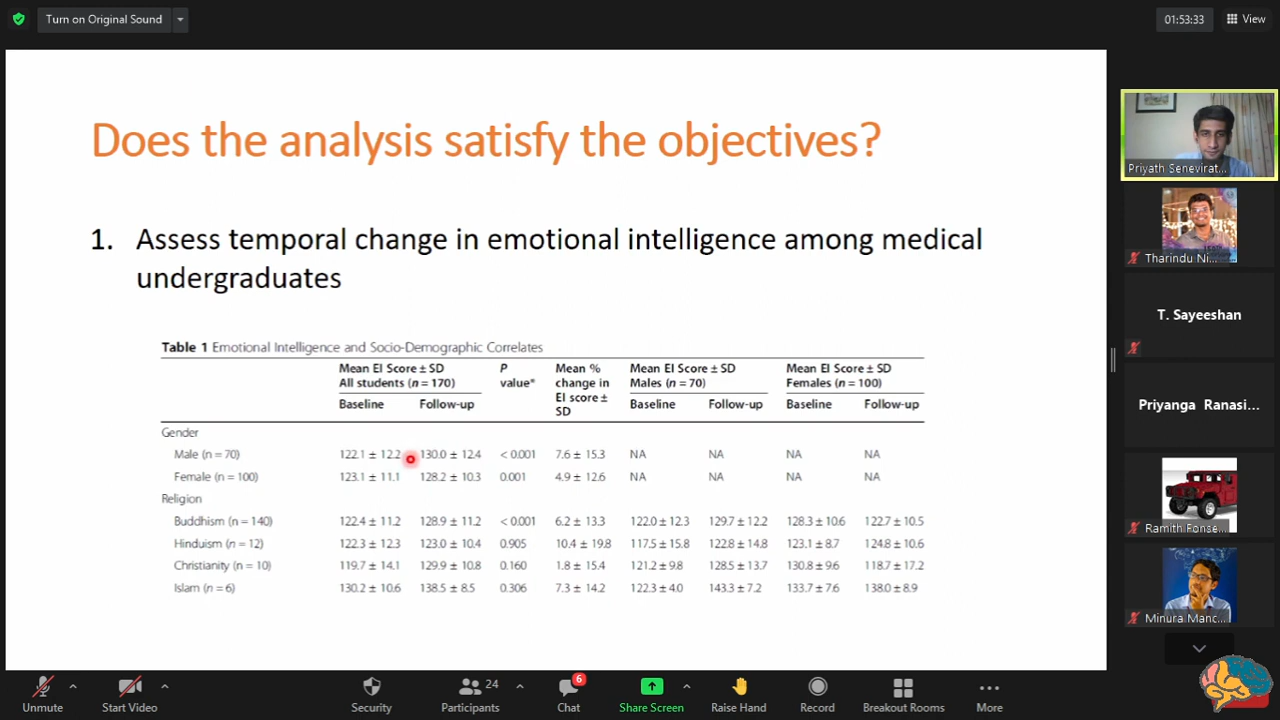 Turn on Original Sound
01:53:33
View
Does the analysis satisfy the objectives?
1. Assess temporal change in emotional intelligence among medical
undergraduates
Table 1 Emotional Intelligence and Socio-Demographic Correlates
Mean EI Score ± SD P Mean % Mean EI Score ± SD Mean EI Score ± SD
All students (n = 170) value* change in Males (n = 70) Females (n = 100)
EI score ±
Baseline Follow-up SD Baseline Follow-up Baseline Follow-up
Gender
Male (n = 70) 122.1 ± 12.2 130.0 ± 12.4 < 0.001 7.6 ± 15.3 NA NA NA NA
Female (n = 100) 123.1 ± 11.1 128.2 ± 10.3 0.001 4.9 ± 12.6 NA NA NA NA
Religion
Buddhism (n = 140) 122.4 ± 11.2 128.9 ± 11.2 < 0.001 6.2 ± 13.3 122.0 ± 12.3 129.7 ± 12.2 128.3 ± 10.6 122.7 ± 10.5
Hinduism (n = 12) 122.3 ± 12.3 123.0 ± 10.4 0.905 10.4 ± 19.8 117.5 ± 15.8 122.8 ± 14.8 123.1 ± 8.7 124.8 ± 10.6
Christianity (n = 10) 119.7 ± 14.1 129.9 ± 10.8 0.160 1.8 ± 15.4 121.2 ± 9.8 128.5 ± 13.7 130.8 ± 9.6 118.7 ± 17.2
Islam (n = 6) 130.2 ± 10.6 138.5 ± 8.5 0.306 7.3 ± 14.2 122.3 ± 4.0 143.3 ± 7.2 133.7 ± 7.6 138.0 ± 8.9
Priyath Senevirat...
Tharindu Ni...
T. Sayeeshan
Priyanga Ranasi...
Ramith Fonse...
Minura Manc...
Unmute
Start Video
Security
24
Participants
6
Chat
Share Screen
Raise Hand
Record
Breakout Rooms
More